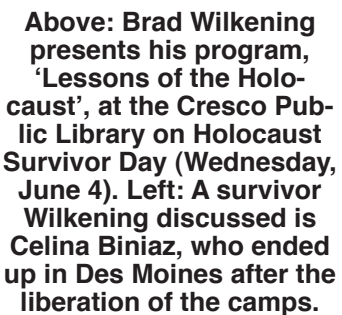 Above: Brad Wilkening
presents his program,
‘Lessons of the Holo-
caust’, at the Cresco Pub-
lic Library on Holocaust
Survivor Day (Wednesday,
June 4). Left: A survivor
Wilkening discussed is
Celina Biniaz, who ended
up in Des Moines after the
liberation of the camps.